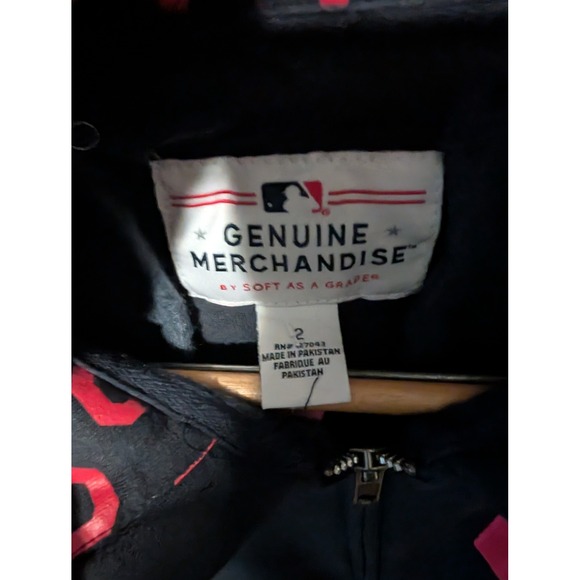 GENUINE
MERCHANDISE™
BY SOFT AS A GRAPE®
2
MADE IN PAKISTAN
FABRIQUE AU
PAKISTAN